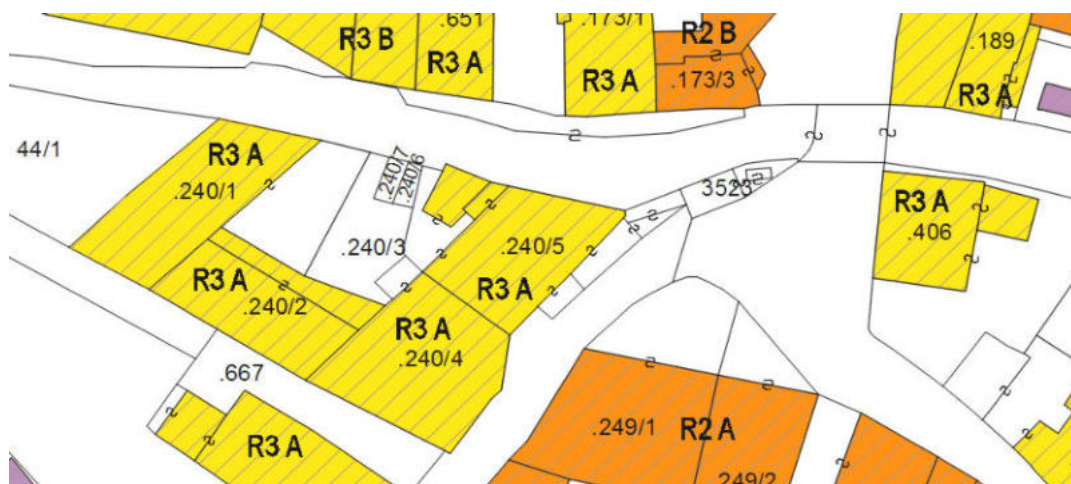 .651
.173/1
R2 B
R3 B
.189
R3 A
R3 A
.173/3
R3 A
44/1
R3 A
.240/7
.240/6
.240/1
3523
R3 A
.406
.240/3
.240/5
R3 A
R3 A
.240/2
R3 A
.240/4
.667
.249/1
R2 A
R3 A
249/2